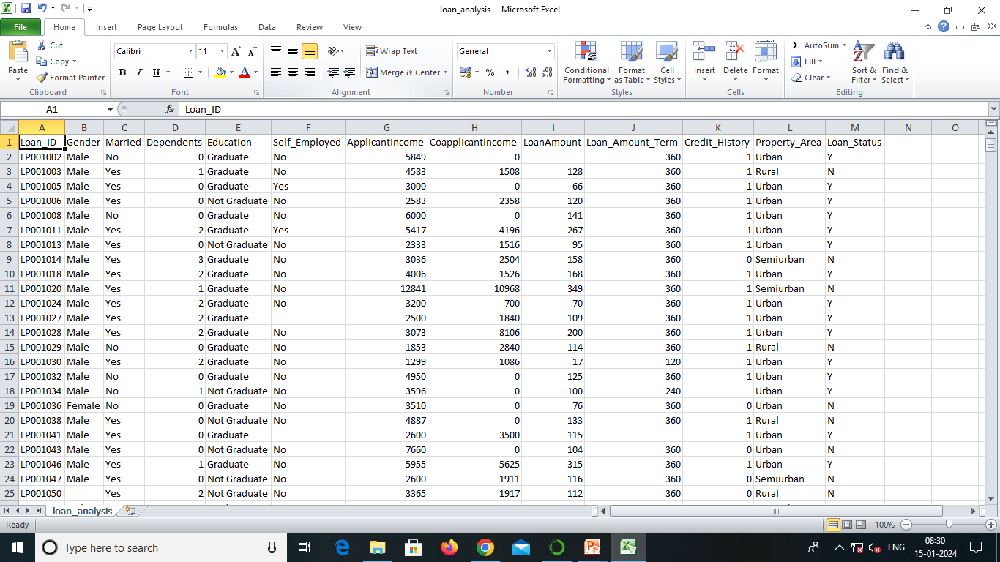 loan_analysis - Microsoft Excel
File Home Insert Page Layout Formulas Data Review View
Paste Cut Copy Format Painter Clipboard
Calibri 11 B I U Font
Wrap Text Merge & Center Alignment
General % , Number
Conditional Formatting Format as Table Cell Styles Styles
Insert Delete Format Cells
Σ AutoSum Fill Clear Sort & Filter Find & Select Editing
A1 fx Loan_ID
A B C D E F G H I J K L M N O
1 Loan_ID Gender Married Dependents Education Self_Employed ApplicantIncome CoapplicantIncome LoanAmount Loan_Amount_Term Credit_History Property_Area Loan_Status
2 LP001002 Male No 0 Graduate No 5849 0 360 1 Urban Y
3 LP001003 Male Yes 1 Graduate No 4583 1508 128 360 1 Rural N
4 LP001005 Male Yes 0 Graduate Yes 3000 0 66 360 1 Urban Y
5 LP001006 Male Yes 0 Not Graduate No 2583 2358 120 360 1 Urban Y
6 LP001008 Male No 0 Graduate No 6000 0 141 360 1 Urban Y
7 LP001011 Male Yes 2 Graduate Yes 5417 4196 267 360 1 Urban Y
8 LP001013 Male Yes 0 Not Graduate No 2333 1516 95 360 1 Urban Y
9 LP001014 Male Yes 3 Graduate No 3036 2504 158 360 0 Semiurban N
10 LP001018 Male Yes 2 Graduate No 4006 1526 168 360 1 Urban Y
11 LP001020 Male Yes 1 Graduate No 12841 10968 349 360 1 Semiurban N
12 LP001024 Male Yes 2 Graduate No 3200 700 70 360 1 Urban Y
13 LP001027 Male Yes 2 Graduate 2500 1840 109 360 1 Urban Y
14 LP001028 Male Yes 2 Graduate No 3073 8106 200 360 1 Urban Y
15 LP001029 Male No 0 Graduate No 1853 2840 114 360 1 Rural N
16 LP001030 Male Yes 2 Graduate No 1299 1086 17 120 1 Urban Y
17 LP001032 Male No 0 Graduate No 4950 0 125 360 1 Urban Y
18 LP001034 Male No 1 Not Graduate No 3596 0 100 240 Urban Y
19 LP001036 Female No 0 Graduate No 3510 0 76 360 0 Urban N
20 LP001038 Male Yes 0 Not Graduate No 4887 0 133 360 1 Rural N
21 LP001041 Male Yes 0 Graduate 2600 3500 115 1 Urban Y
22 LP001043 Male Yes 0 Not Graduate No 7660 0 104 360 0 Urban N
23 LP001046 Male Yes 1 Graduate No 5955 5625 315 360 1 Urban Y
24 LP001047 Male Yes 0 Not Graduate No 2600 1911 116 360 0 Semiurban N
25 LP001050 Yes 2 Not Graduate No 3365 1917 112 360 0 Rural N
loan_analysis
Ready 100%
Type here to search ENG 08:30
15-01-2024